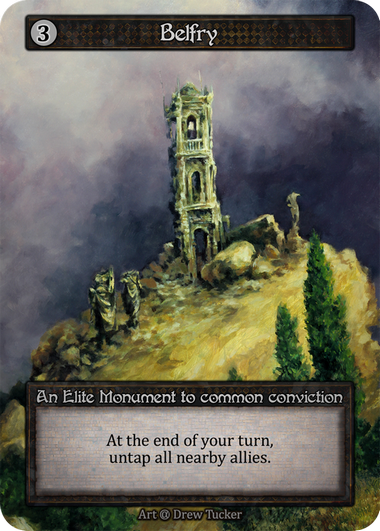 3
Belfry
An Elite Monument to common conviction
At the end of your turn,
untap all nearby allies.
Art @ Drew Tucker